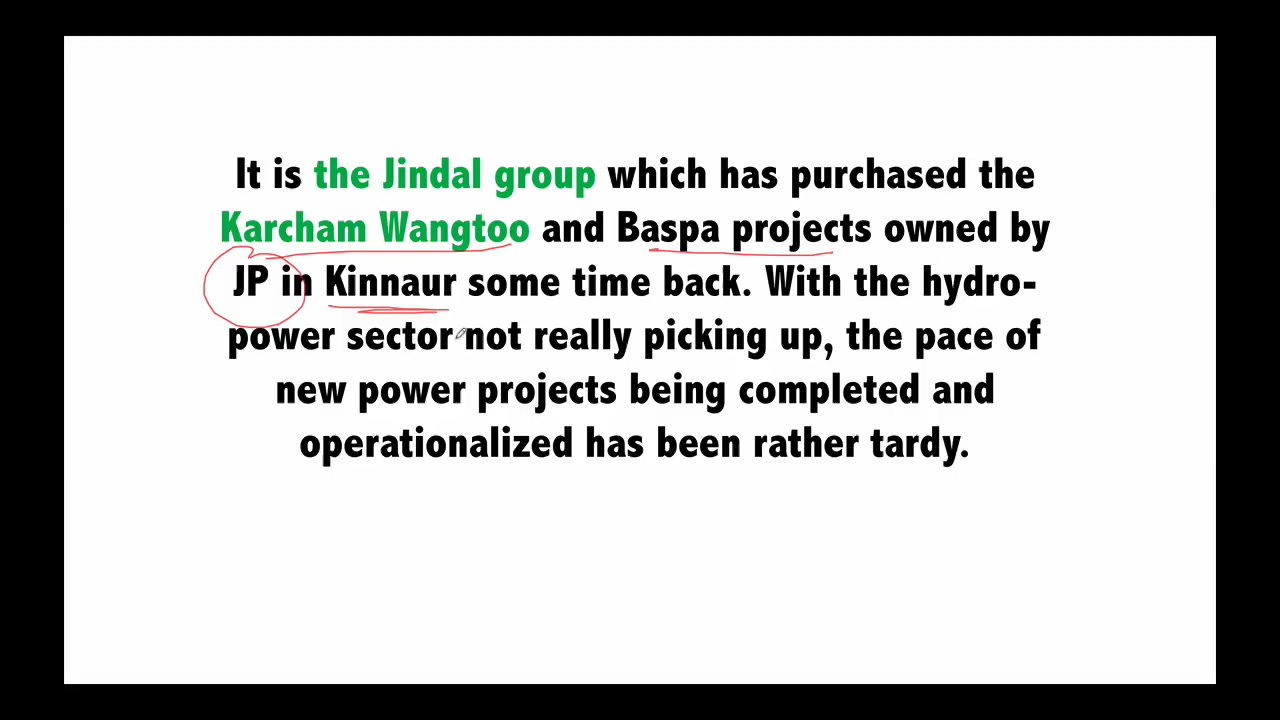 It is the Jindal group which has purchased the
Karcham Wangtoo and Baspa projects owned by
JP in Kinnaur some time back. With the hydro-
power sector not really picking up, the pace of
new power projects being completed and
operationalized has been rather tardy.